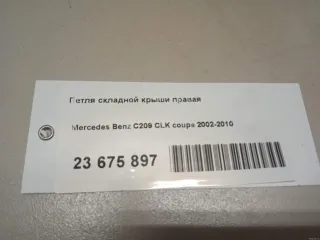 Петля складной крыши правая
Mercedes Benz C209 CLK coupe 2002-2010
23 675 897